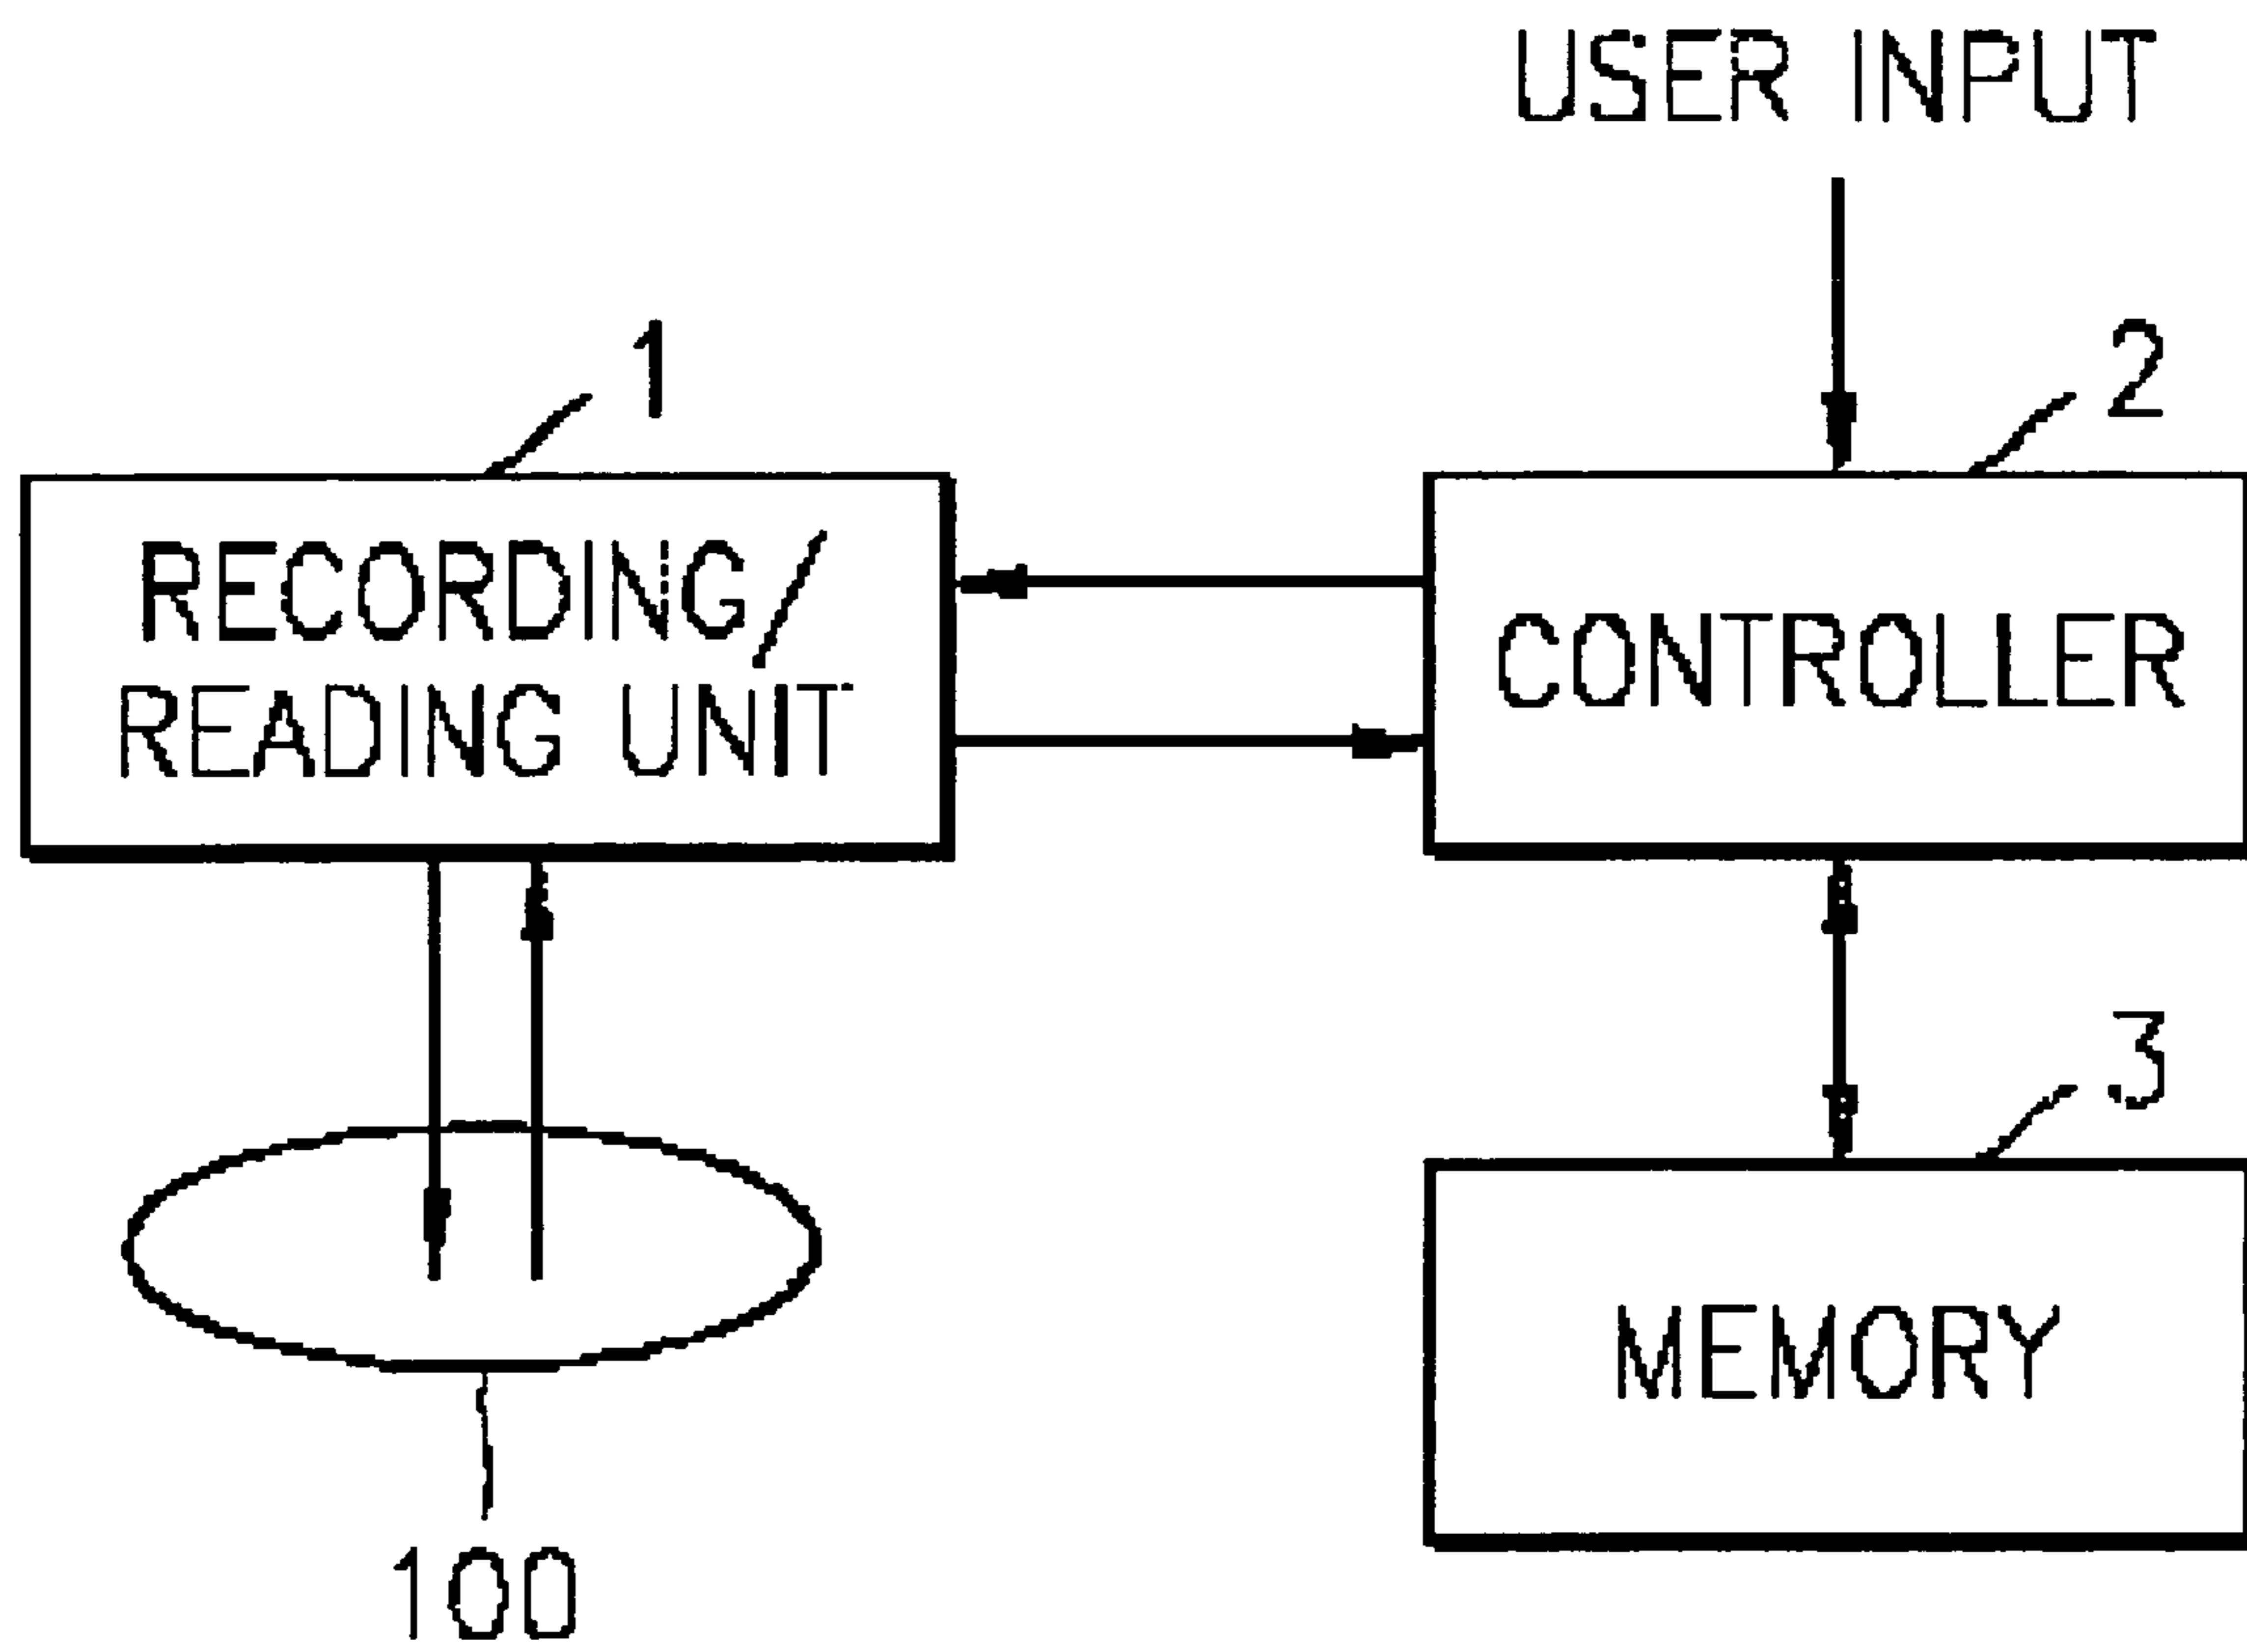 USER INPUT
1
2
RECORDING/
READING UNIT
CONTROLLER
3
MEMORY
100